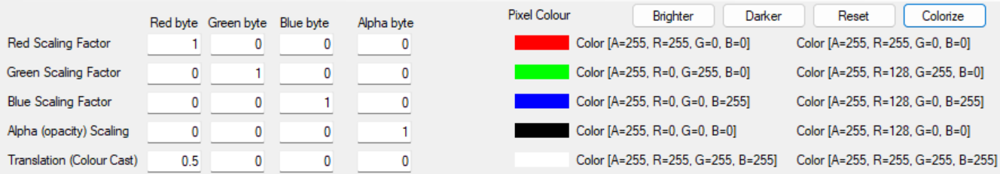 Pixel Colour Brighter Darker Reset Colorize
Red byte Green byte Blue byte Alpha byte
Red Scaling Factor 1 0 0 0 Color [A=255, R=255, G=0, B=0] Color [A=255, R=255, G=0, B=0]
Green Scaling Factor 0 1 0 0 Color [A=255, R=0, G=255, B=0] Color [A=255, R=128, G=255, B=0]
Blue Scaling Factor 0 0 1 0 Color [A=255, R=0, G=0, B=255] Color [A=255, R=128, G=0, B=255]
Alpha (opacity) Scaling 0 0 0 1 Color [A=255, R=0, G=0, B=0] Color [A=255, R=128, G=0, B=0]
Translation (Colour Cast) 0.5 0 0 0 Color [A=255, R=255, G=255, B=255] Color [A=255, R=255, G=255, B=255]